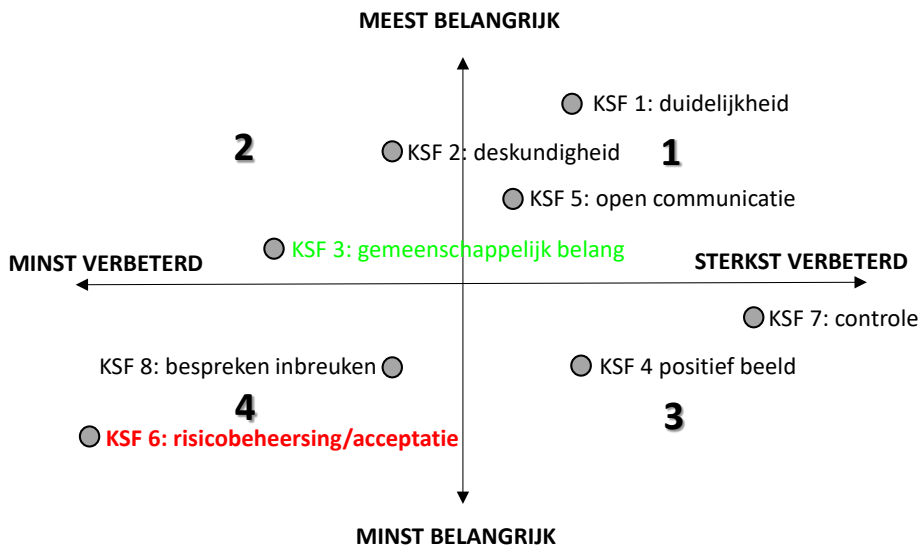 MEEST BELANGRIJK
KSF 1: duidelijkheid
2
KSF 2: deskundigheid
1
KSF 5: open communicatie
KSF 3: gemeenschappelijk belang
MINST VERBETERD
STERKST VERBETERD
KSF 7: controle
KSF 8: bespreken inbreuken
KSF 4 positief beeld
4
3
KSF 6: risicobeheersing/acceptatie
MINST BELANGRIJK